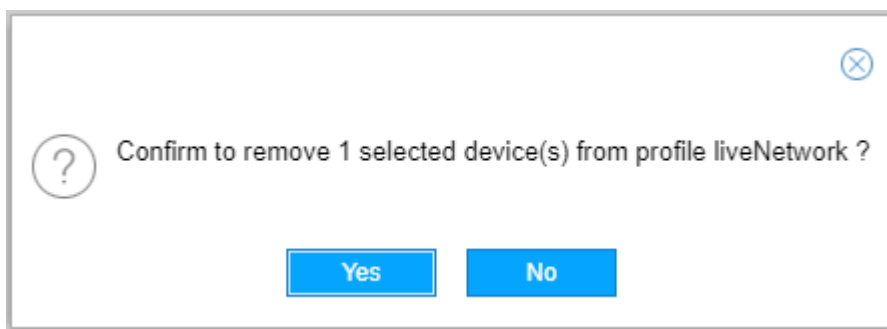 Confirm to remove 1 selected device(s) from profile liveNetwork ?
Yes
No